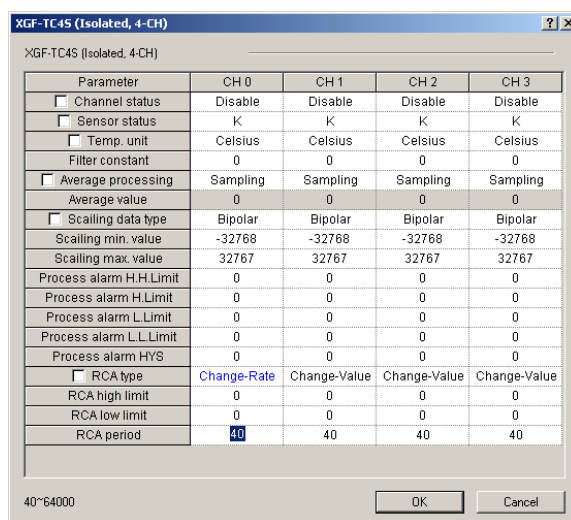 XGF-TC4S (Isolated, 4-CH)
XGF-TC4S (Isolated, 4-CH)
Parameter CH 0 CH 1 CH 2 CH 3
Channel status Disable Disable Disable Disable
Sensor status K K K K
Temp. unit Celsius Celsius Celsius Celsius
Filter constant 0 0 0 0
Average processing Sampling Sampling Sampling Sampling
Average value 0 0 0 0
Scailing data type Bipolar Bipolar Bipolar Bipolar
Scailing min. value -32768 -32768 -32768 -32768
Scailing max. value 32767 32767 32767 32767
Process alarm H.H.Limit 0 0 0 0
Process alarm H.Limit 0 0 0 0
Process alarm L.Limit 0 0 0 0
Process alarm L.L.Limit 0 0 0 0
Process alarm HYS 0 0 0 0
RCA type Change-Rate Change-Value Change-Value Change-Value
RCA high limit 0 0 0 0
RCA low limit 0 0 0 0
RCA period 40 40 40 40
40~64000 OK Cancel